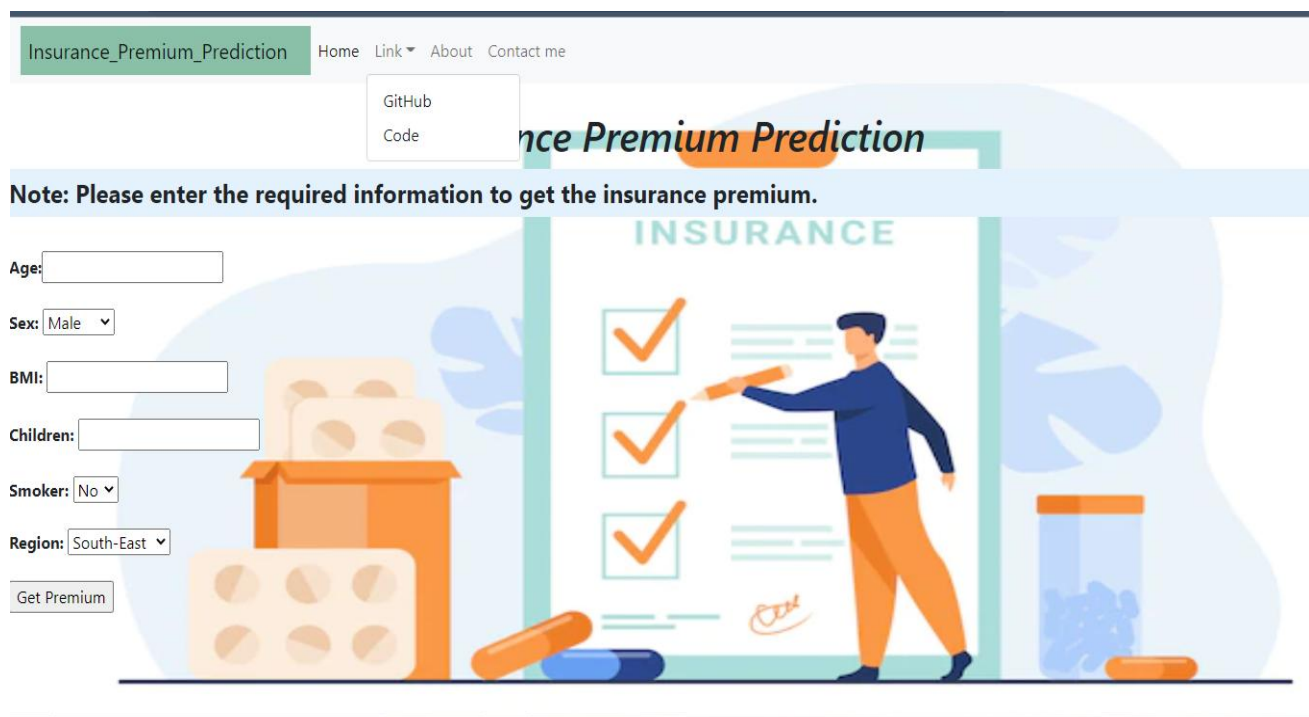 Insurance_Premium_Prediction Home Link About Contact me
GitHub
Code
nce Premium Prediction
Note: Please enter the required information to get the insurance premium.
INSURANCE
Age:
Sex: Male
BMI:
Children:
Smoker: No
Region: South-East
Get Premium